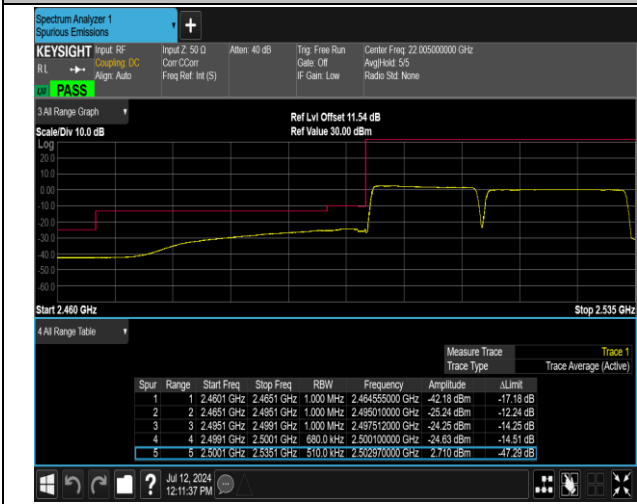 Spectrum Analyzer 1
Spurious Emissions
KEYSIGHT Input: RF Input Z: 50 Ω Atten: 40 dB Trig: Free Run Center Freq: 22.005000000 GHz
RL Coupling: DC Corr CCorr Gate: Off Avg|Hold: 5/5
Align: Auto Freq Ref: Int (S) IF Gain: Low Radio Std: None
PASS
3 All Range Graph
Ref Lvl Offset 11.54 dB
Scale/Div 10.0 dB Ref Value 30.00 dBm
Log
20.0
10.0
0.00
-10.0
-20.0
-30.0
-40.0
-50.0
-60.0
Start 2.460 GHz Stop 2.535 GHz
4 All Range Table
Measure Trace Trace 1
Trace Type Trace Average (Active)
Spur Range Start Freq Stop Freq RBW Frequency Amplitude ΔLimit
1 1 2.4601 GHz 2.4651 GHz 1.000 MHz 2.464555000 GHz -42.18 dBm -17.18 dB
2 2 2.4651 GHz 2.4951 GHz 1.000 MHz 2.495010000 GHz -25.24 dBm -12.24 dB
3 3 2.4951 GHz 2.4991 GHz 1.000 MHz 2.497512000 GHz -24.25 dBm -14.25 dB
4 4 2.4991 GHz 2.5001 GHz 680.0 kHz 2.500100000 GHz -24.63 dBm -14.51 dB
5 5 2.5001 GHz 2.5351 GHz 510.0 kHz 2.502970000 GHz 2.710 dBm -47.29 dB
Jul 12, 2024
12:11:37 PM